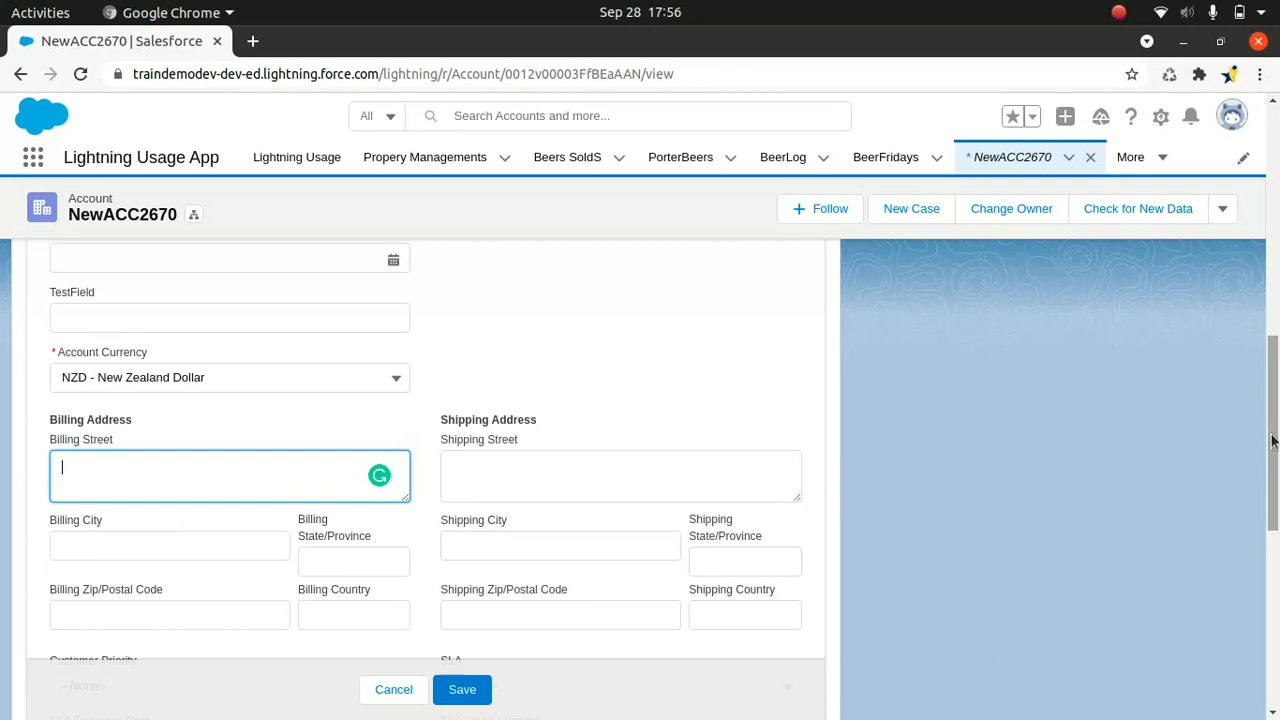 Activities
Google Chrome
Sep 28 17:56
NewACC2670 | Salesforce
traindemodev-dev-ed.lightning.force.com/lightning/r/Account/0012v00003FfBEaAAN/view
All
Search Accounts and more...
Lightning Usage App
Lightning Usage
Propery Managements
Beers SoldS
PorterBeers
BeerLog
BeerFridays
* NewACC2670
More
Account
NewACC2670
Follow
New Case
Change Owner
Check for New Data
TestField
* Account Currency
NZD - New Zealand Dollar
Billing Address
Shipping Address
Billing Street
Shipping Street
Billing City
Billing State/Province
Shipping City
Shipping State/Province
Billing Zip/Postal Code
Billing Country
Shipping Zip/Postal Code
Shipping Country
Customer Priority
SLA
--None--
Cancel
Save